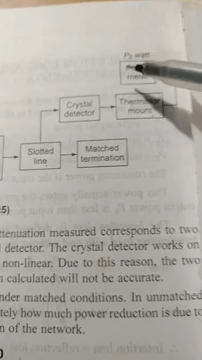 P₂ watt
meter
Crystal
detector
Thermistor
mount
Slotted
line
Matched
termination
5)
ttenuation measured corresponds to two
detector. The crystal detector works on
non-linear. Due to this reason, the two
n calculated will not be accurate.
nder matched conditions. In unmatched
tely how much power reduction is due to
n of the network.